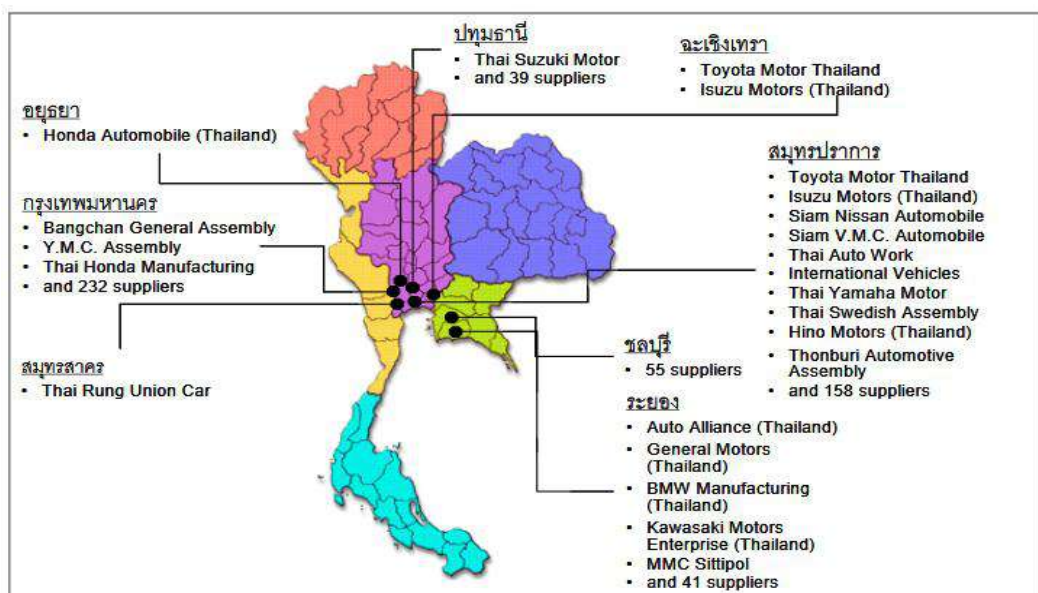 ปทุมธานี
• Thai Suzuki Motor
• and 39 suppliers
ฉะเชิงเทรา
• Toyota Motor Thailand
• Isuzu Motors (Thailand)
อยุธยา
• Honda Automobile (Thailand)
กรุงเทพมหานคร
• Bangchan General Assembly
• Y.M.C. Assembly
• Thai Honda Manufacturing
• and 232 suppliers
สมุทรสาคร
• Thai Rung Union Car
สมุทรปราการ
• Toyota Motor Thailand
• Isuzu Motors (Thailand)
• Siam Nissan Automobile
• Siam V.M.C. Automobile
• Thai Auto Work
• International Vehicles
• Thai Yamaha Motor
• Thai Swedish Assembly
• Hino Motors (Thailand)
• Thonburi Automotive
Assembly
• and 158 suppliers
ชลบุรี
• 55 suppliers
ระยอง
• Auto Alliance (Thailand)
• General Motors
(Thailand)
• BMW Manufacturing
(Thailand)
• Kawasaki Motors
Enterprise (Thailand)
• MMC Sittipol
• and 41 suppliers